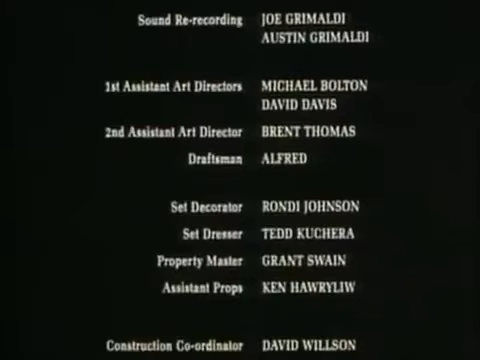 Sound Re-recording JOE GRIMALDI
AUSTIN GRIMALDI
1st Assistant Art Directors MICHAEL BOLTON
DAVID DAVIS
2nd Assistant Art Director BRENT THOMAS
Draftsman ALFRED
Set Decorator RONDI JOHNSON
Set Dresser TEDD KUCHERA
Property Master GRANT SWAIN
Assistant Props KEN HAWRYLIW
Construction Co-ordinator DAVID WILLSON